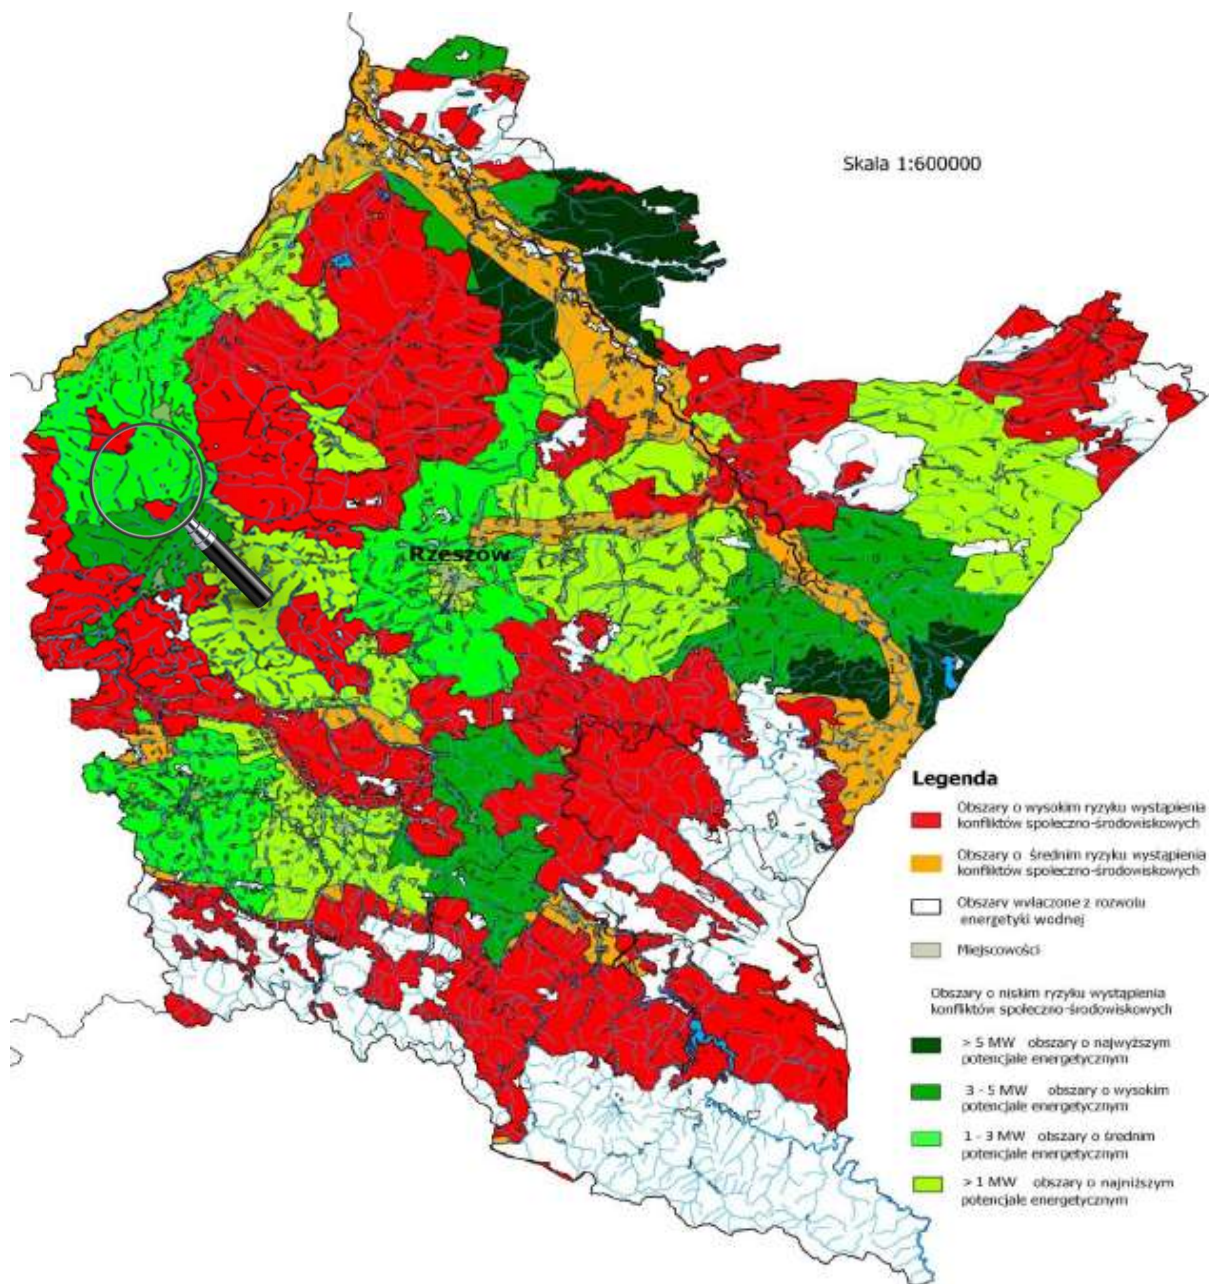 Skala 1:600000
Rzeszów
Legenda
Obszary o wysokim ryzyku wystąpienia
konfliktów społeczno-środowiskowych
Obszary o średnim ryzyku wystąpienia
konfliktów społeczno-środowiskowych
Obszary wyłączone z rozwoju
energetyki wodnej
Miejscowości
Obszary o niskim ryzyku wystąpienia
konfliktów społeczno-środowiskowych
> 5 MW obszary o najwyższym
potencjale energetycznym
3 - 5 MW obszary o wysokim
potencjale energetycznym
1 - 3 MW obszary o średnim
potencjale energetycznym
> 1 MW obszary o najniższym
potencjale energetycznym